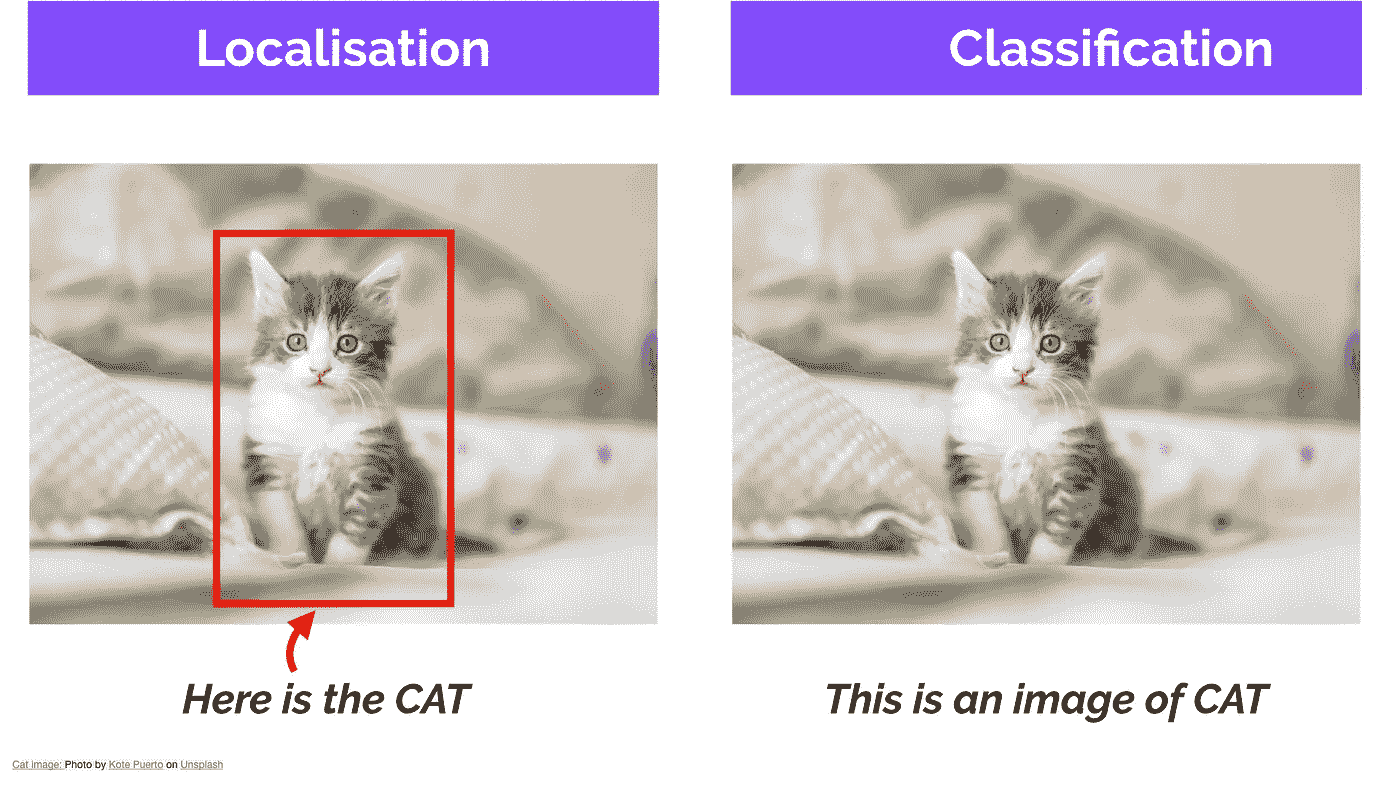 Localisation
Classification
Here is the CAT
This is an image of CAT
Cat image: Photo by Kote Puerto on Unsplash